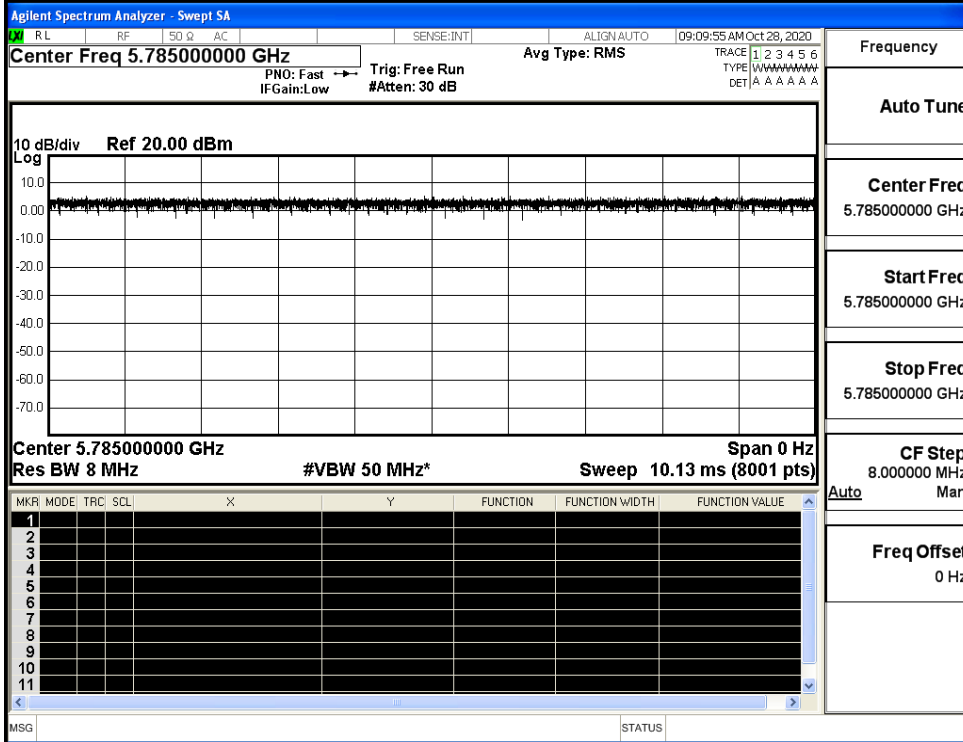 Agilent Spectrum Analyzer - Swept SA
LXI RL RF 50 Ω AC SENSE:INT ALIGN AUTO 09:09:55 AM Oct 28, 2020
Center Freq 5.785000000 GHz
PNO: Fast
IFGain:Low
Trig: Free Run
#Atten: 30 dB
Avg Type: RMS
TRACE 1 2 3 4 5 6
TYPE
DET A A A A A A
10 dB/div Ref 20.00 dBm
Log
10.0
0.00
-10.0
-20.0
-30.0
-40.0
-50.0
-60.0
-70.0
Center 5.785000000 GHz Span 0 Hz
Res BW 8 MHz #VBW 50 MHz* Sweep 10.13 ms (8001 pts)
MKR MODE TRC SCL X Y FUNCTION FUNCTION WIDTH FUNCTION VALUE
1
2
3
4
5
6
7
8
9
10
11
MSG STATUS
Frequency
Auto Tune
Center Freq
5.785000000 GHz
Start Freq
5.785000000 GHz
Stop Freq
5.785000000 GHz
CF Step
8.000000 MHz
Auto Man
Freq Offset
0 Hz